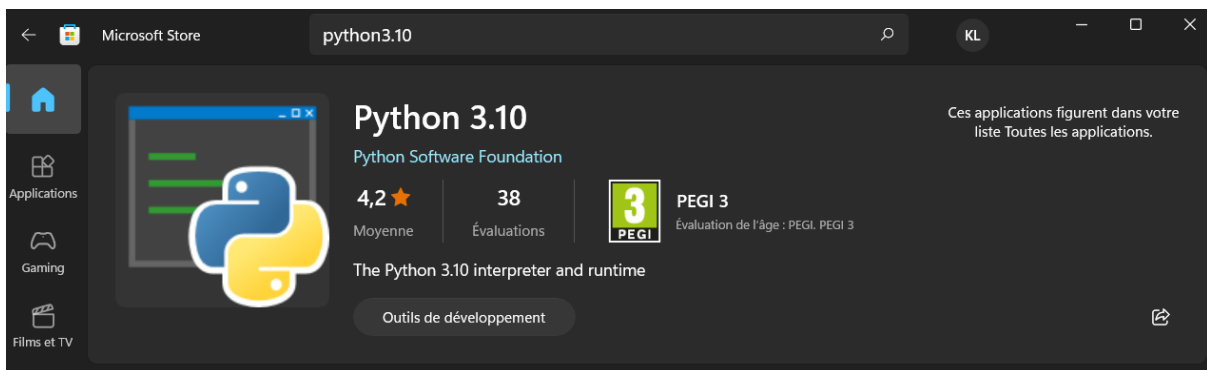 Microsoft Store
python3.10
KL
Python 3.10
Ces applications figurent dans votre
liste Toutes les applications.
Python Software Foundation
4,2
38
3
PEGI
PEGI 3
Moyenne
Évaluations
Évaluation de l'âge : PEGI. PEGI 3
The Python 3.10 interpreter and runtime
Outils de développement
Applications
Gaming
Films et TV